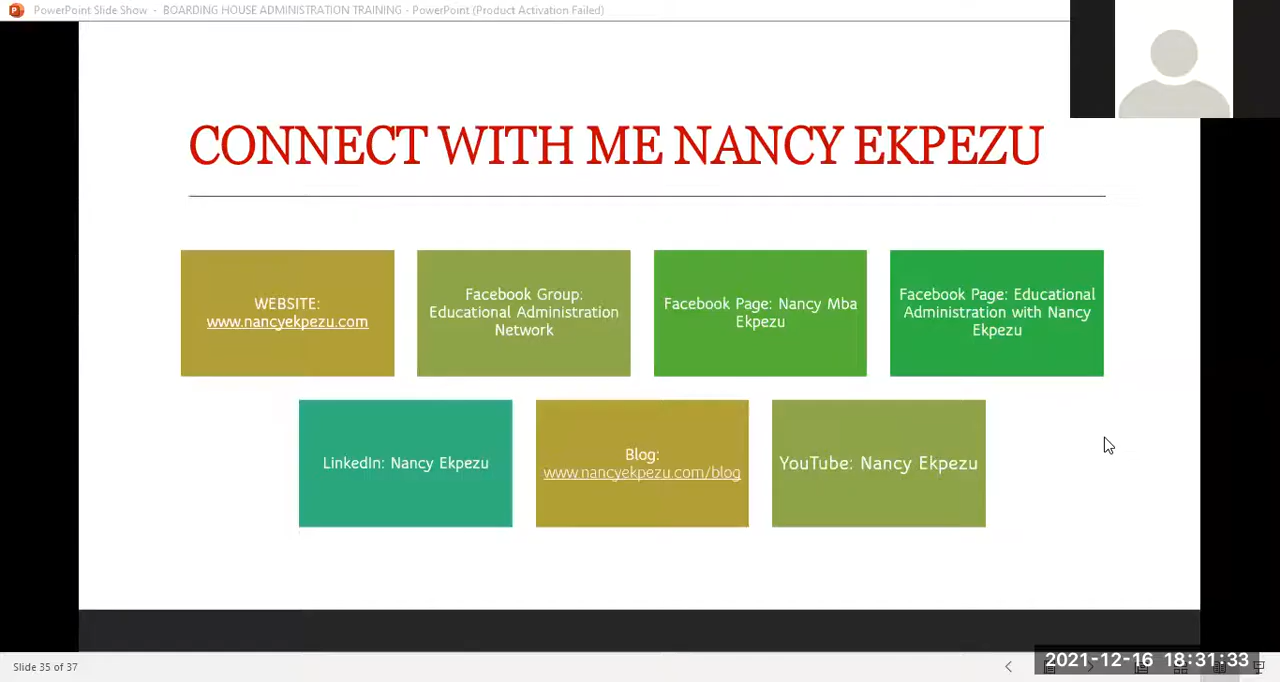 PowerPoint Slide Show - BOARDiNG HOUSE ADMINISTRATION TRAINING - PowerPoint (Product Activation Failed)
CONNECT WITH ME NANCY EKPEZU
WEBSITE:
www.nancyekpezu.com
Facebook Group:
Educational Administration
Network
Facebook Page: Nancy Mba
Ekpezu
Facebook Page: Educational
Administration with Nancy
Ekpezu
LinkedIn: Nancy Ekpezu
Blog:
www.nancyekpezu.com/blog
YouTube: Nancy Ekpezu
Slide 35 of 37
2021-12-16 18:31:33